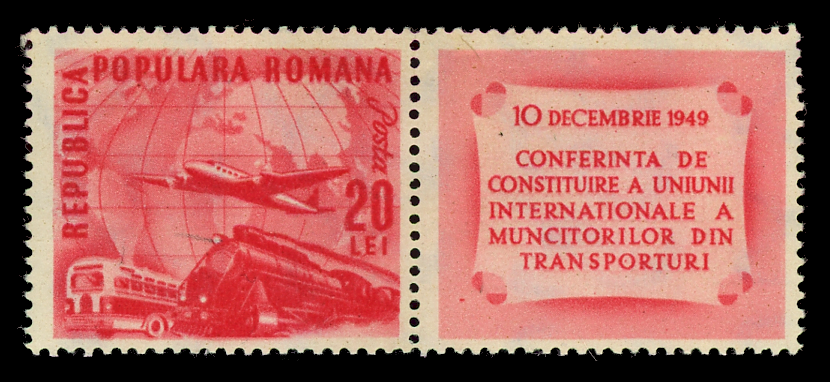 REPUBLICA
POPULARA ROMANA
Posta
20
LEI
10 DECEMBRIE 1949
CONFERINTA DE
CONSTITUIRE A UNIUNII
INTERNATIONALE A
MUNCITORILOR DIN
TRANSPORTURI